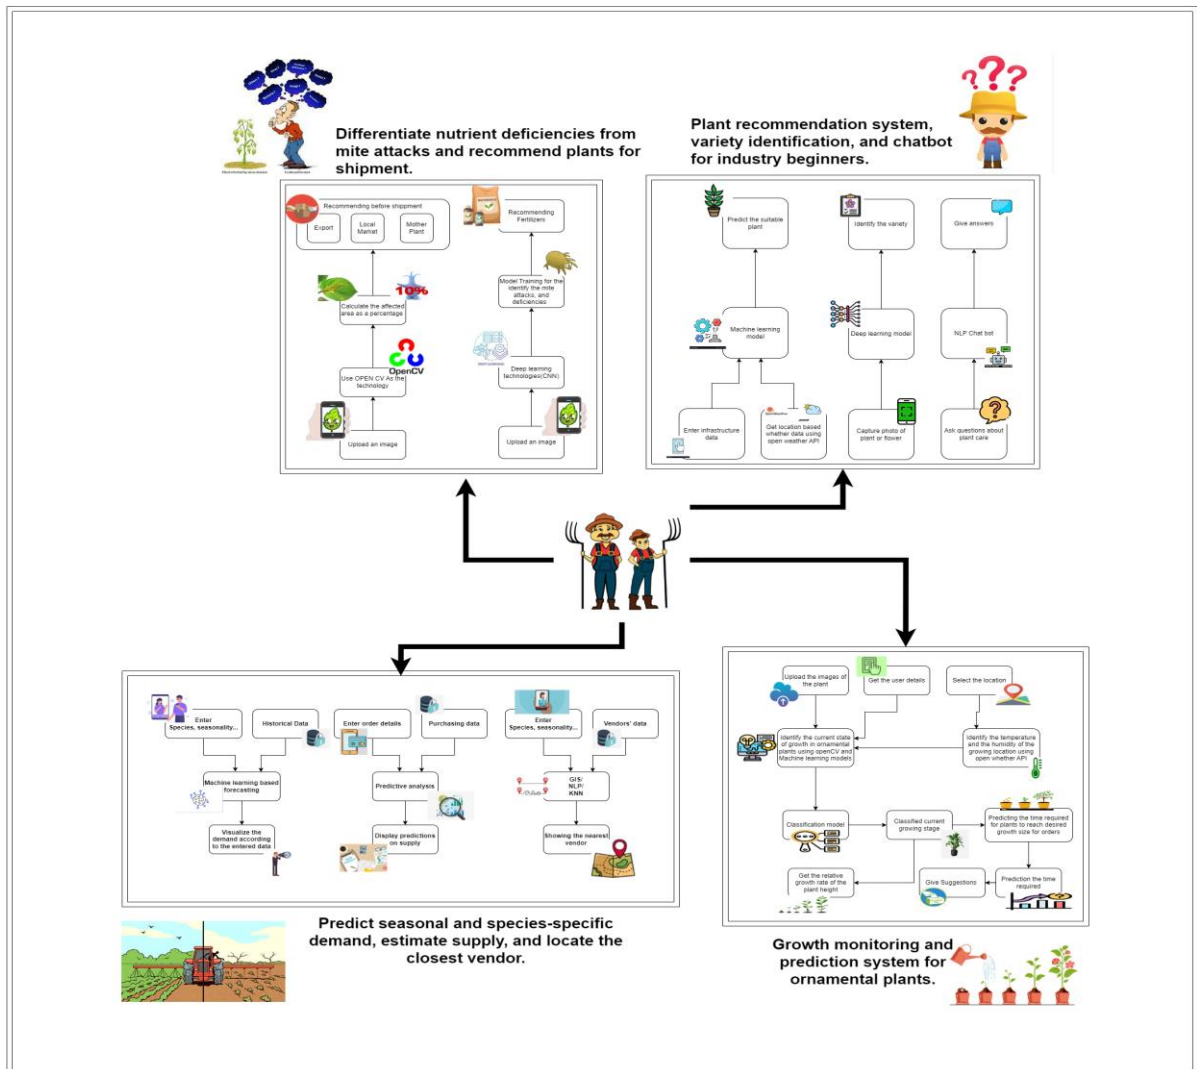 Differentiate nutrient deficiencies from
mite attacks and recommend plants for
shipment.
Recommending before shippment
Export
Local
Market
Mother
Plant
10%
Calculate the affected
area as a percentage
OpenCV
Use OPEN CV As the
technology
Upload an image
Recommending
Fertilizers
Model Training for the
identify the mite
attacks, and
deficiencies
Deep learning
technologies(CNN)
Upload an image
Plant recommendation system,
variety identification, and chatbot
for industry beginners.
Predict the suitable
plant
Identify the variety
Give answers
Machine learning
model
Deep learning model
NLP Chat bot
Enter infrastructure
data
Get location based
whether data using
open weather API
Capture photo of
plant or flower
Ask questions about
plant care
Enter
Species, seasonality...
Historical Data
Enter order details
Purchasing data
Enter
Species, seasonality...
Vendors' data
Machine learning based
forecasting
Predictive analysis
GIS/
NLP/
KNN
Visualize the
demand according
to the entered data
Display predictions
on supply
Showing the nearest
vendor
Predict seasonal and species-specific
demand, estimate supply, and locate the
closest vendor.
Upload the images of
the plant
Get the user details
Select the location
Identify the current state
of growth in ornamental
plants using openCV and
Machine learning models
Identify the temperature
and the humidity of the
growing location using
open whether API
Classification model
Classified current
growing stage
Predicting the time required
for plants to reach desired
growth size for orders
Get the relative
growth rate of the
plant height
Give Suggestions
Prediction the time
required
Growth monitoring and
prediction system for
ornamental plants.